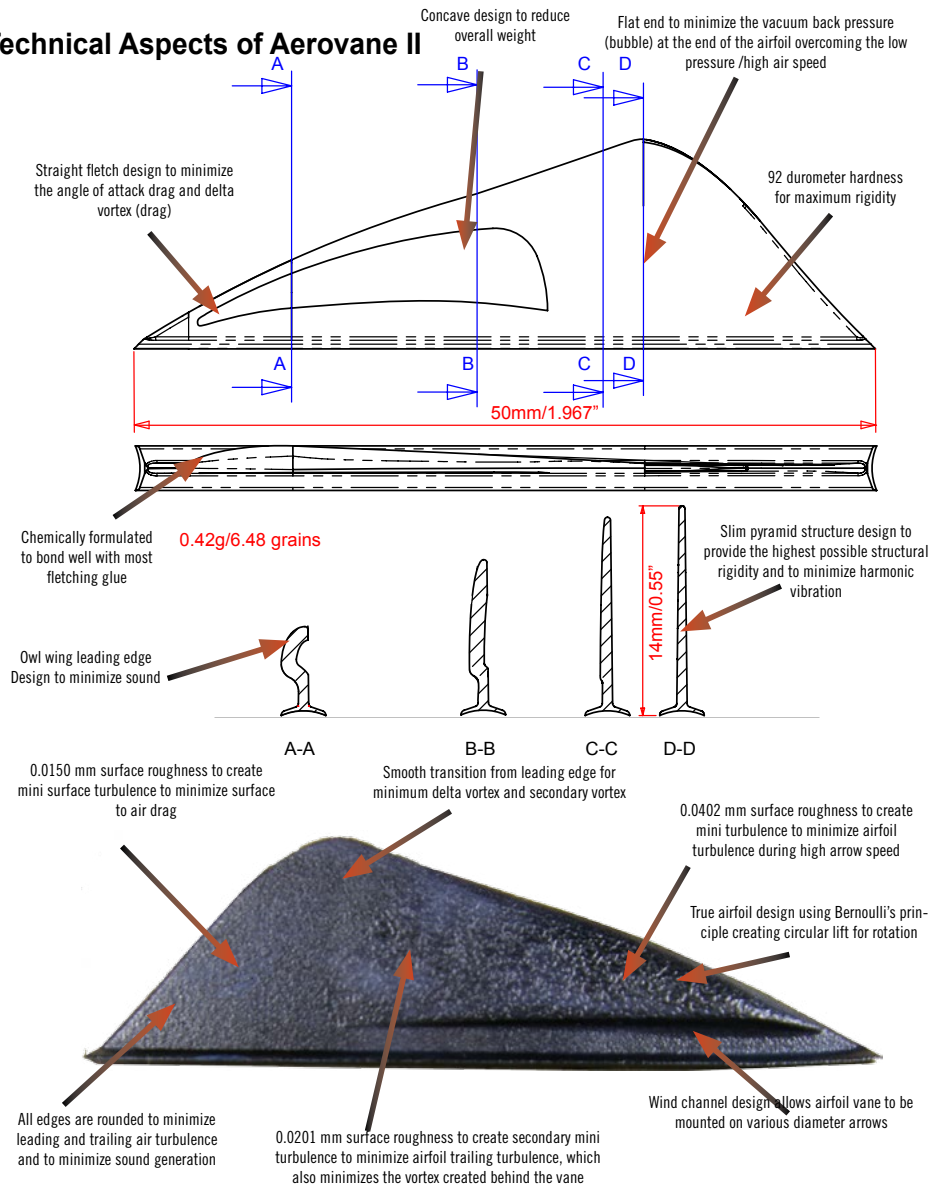 Technical Aspects of Aerovane II
Concave design to reduce
overall weight
Flat end to minimize the vacuum back pressure
(bubble) at the end of the airfoil overcoming the low
pressure /high air speed
A
B
C
D
Straight fletch design to minimize
the angle of attack drag and delta
vortex (drag)
92 durometer hardness
for maximum rigidity
A
B
C
D
50mm/1.967”
Chemically formulated
to bond well with most
fletching glue
0.42g/6.48 grains
14mm/0.55”
Slim pyramid structure design to
provide the highest possible structural
rigidity and to minimize harmonic
vibration
Owl wing leading edge
Design to minimize sound
A-A
B-B
C-C
D-D
0.0150 mm surface roughness to create
mini surface turbulence to minimize surface
to air drag
Smooth transition from leading edge for
minimum delta vortex and secondary vortex
0.0402 mm surface roughness to create
mini turbulence to minimize airfoil
turbulence during high arrow speed
True airfoil design using Bernoulli’s prin-
ciple creating circular lift for rotation
Wind channel design allows airfoil vane to be
mounted on various diameter arrows
All edges are rounded to minimize
leading and trailing air turbulence
and to minimize sound generation
0.0201 mm surface roughness to create secondary mini
turbulence to minimize airfoil trailing turbulence, which
also minimizes the vortex created behind the vane